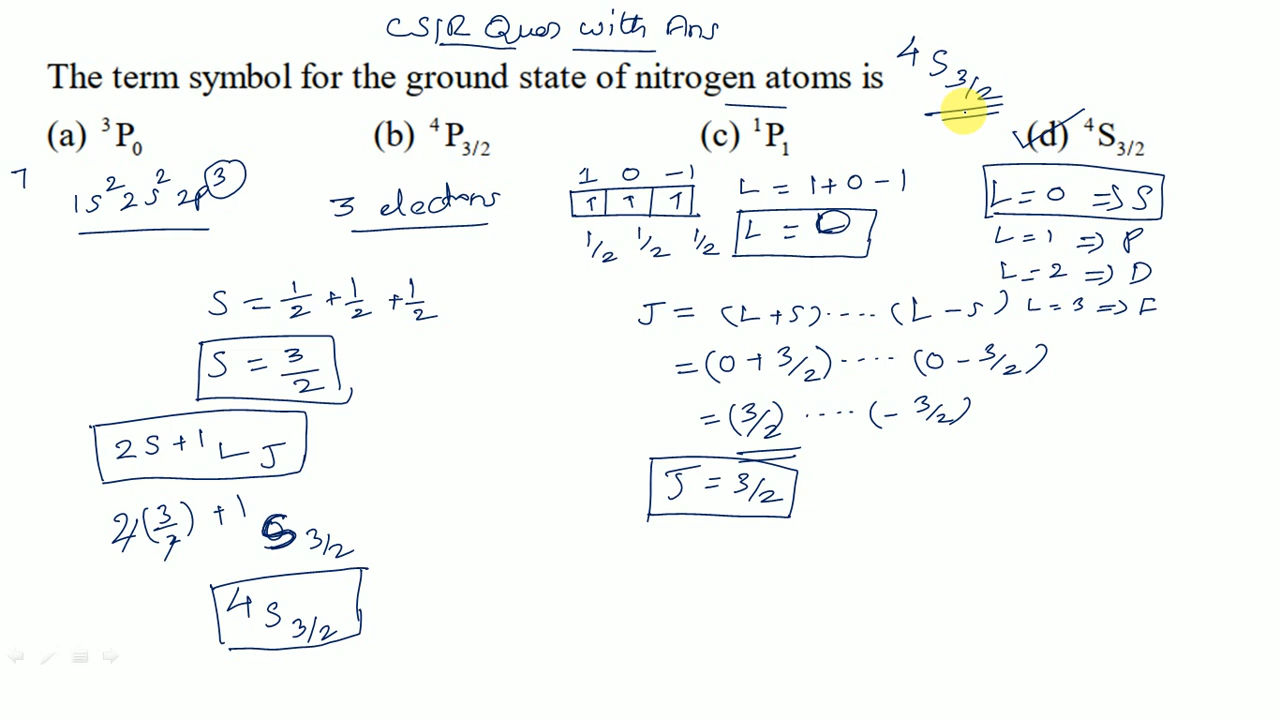 CSIR Ques with Ans
The term symbol for the ground state of nitrogen atoms is ⁴S₃/₂
(a) ³P₀ (b) ⁴P₃/₂ (c) ¹P₁ (d) ⁴S₃/₂
7 1s² 2s² 2p³
3 electrons
1 0 -1
1/2 1/2 1/2
L = 1+0-1
L = 0
L = 0 => S
L = 1 => P
L = 2 => D
L = 3 => F
S = 1/2 + 1/2 + 1/2
S = 3/2,
2S+1 L J
2(3/2) + 1 S 3/2
4 S 3/2
J = (L+S)....(L-S)
= (0 + 3/2) .... (0 - 3/2)
= (3/2) .... (- 3/2)
J = 3/2